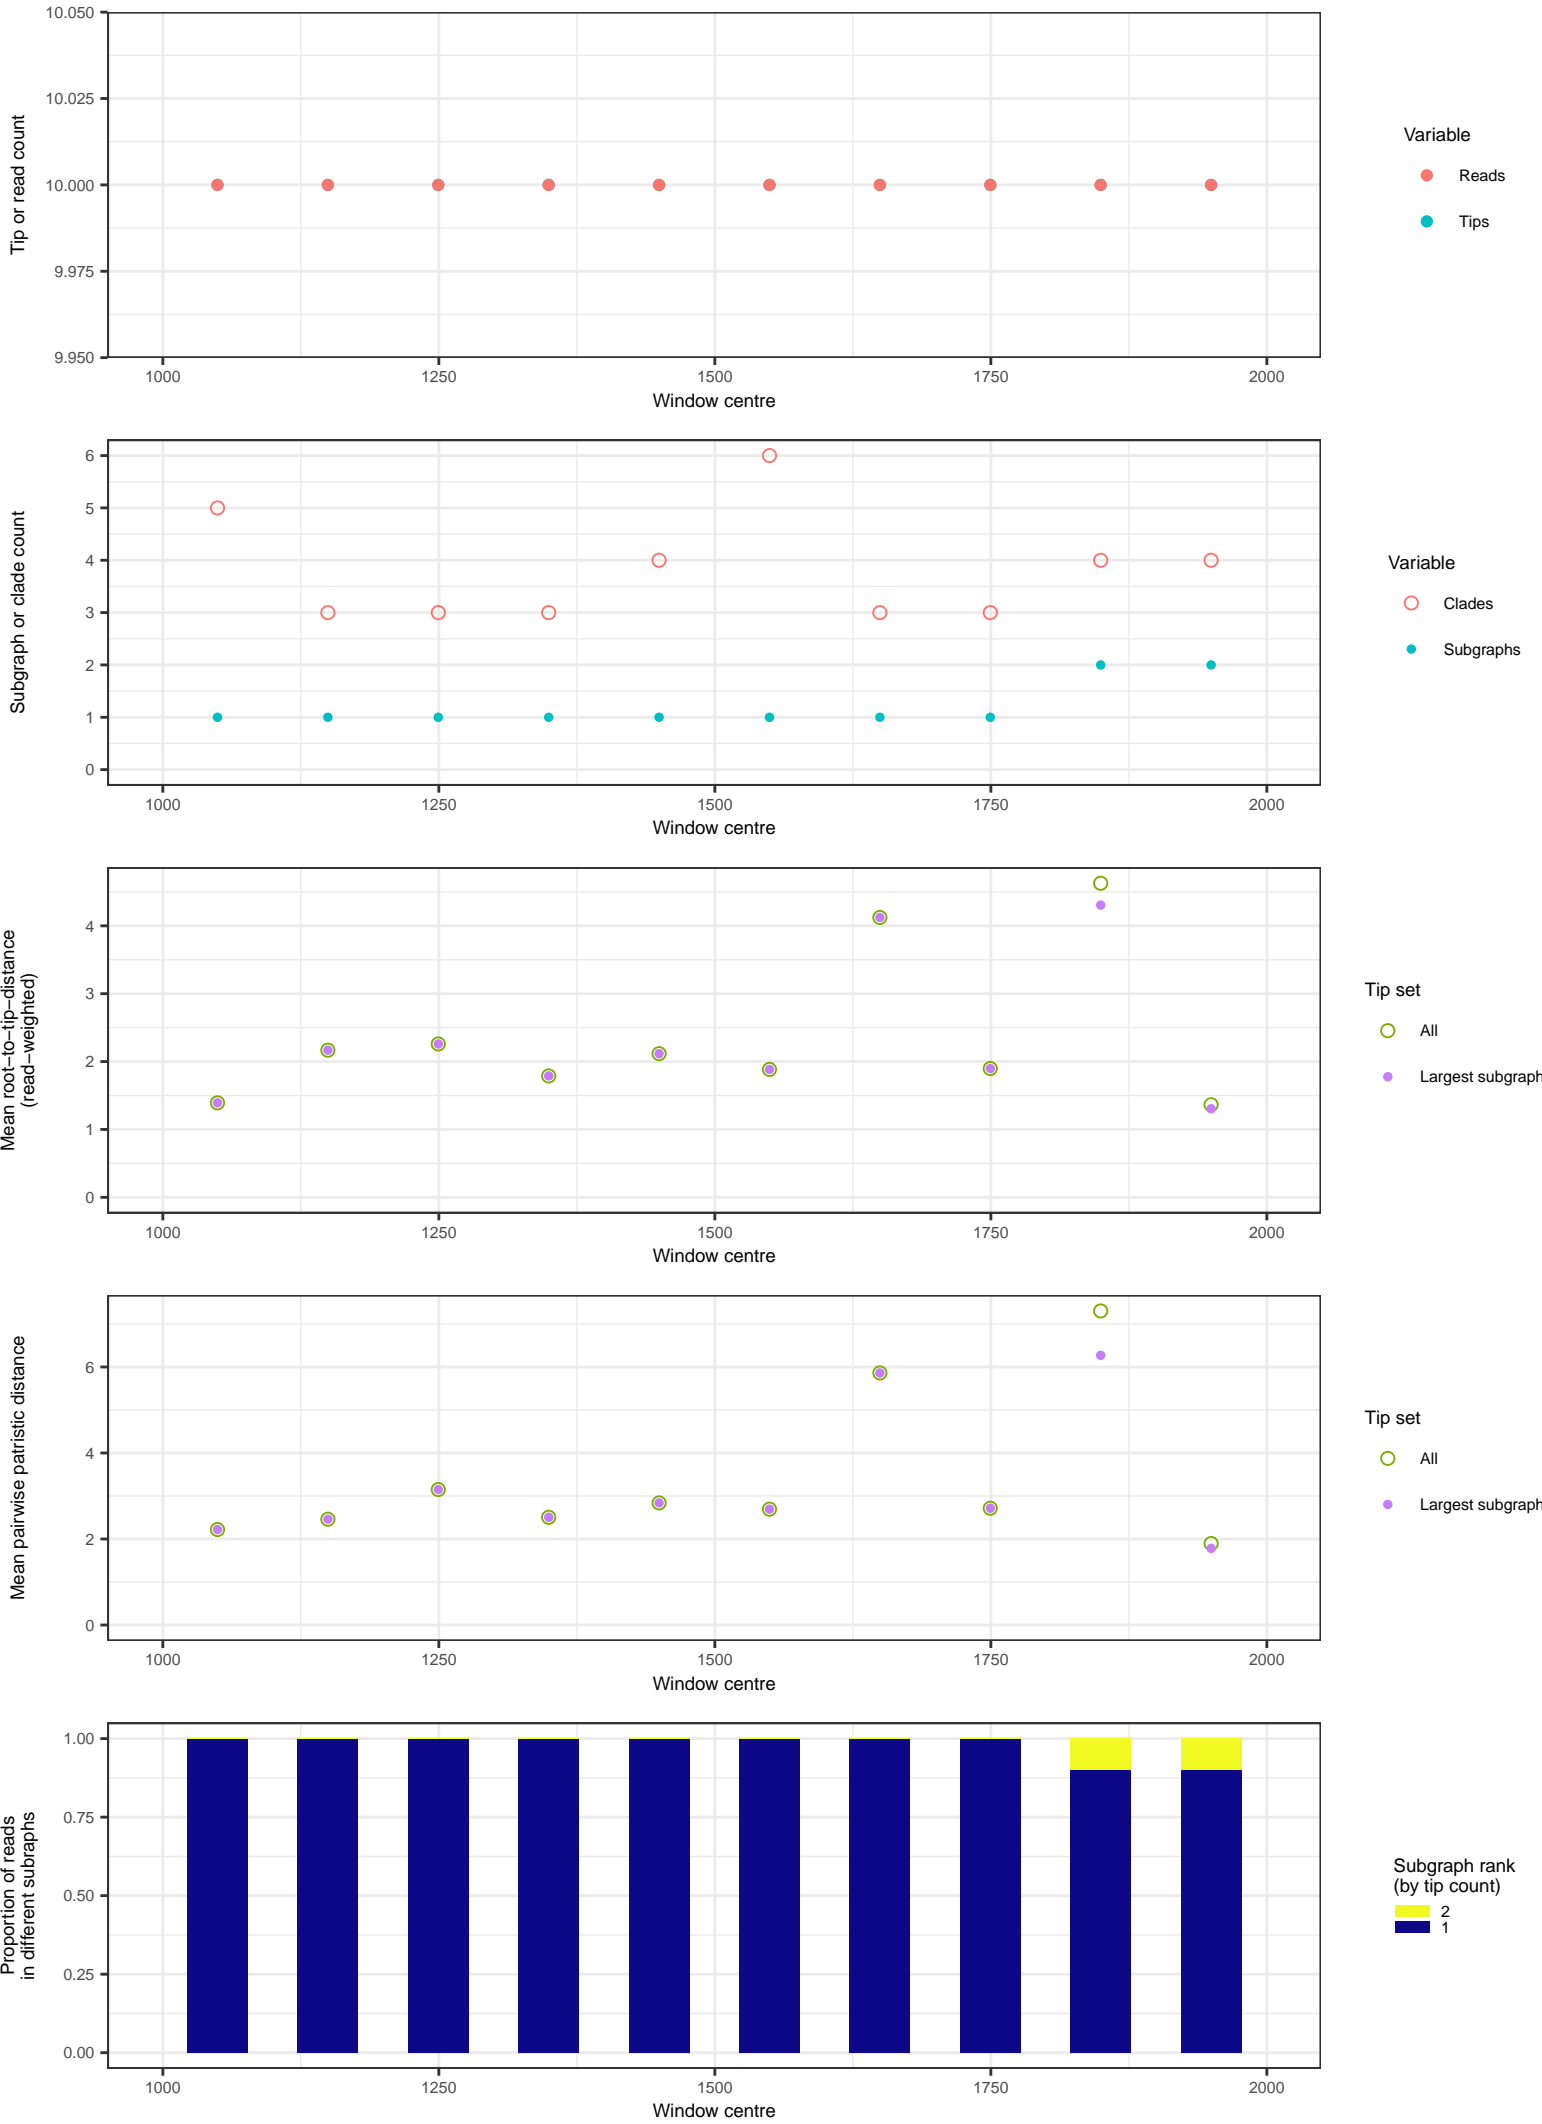 10.050
10.025
10.000
9.975
9.950
Tip or read count
1000 1250 1500 1750 2000
Window centre
Variable
Reads
Tips
6
5
4
3
2
1
0
Subgraph or clade count
1000 1250 1500 1750 2000
Window centre
Variable
Clades
Subgraphs
4
3
2
1
0
Mean root−to−tip−distance
(read−weighted)
1000 1250 1500 1750 2000
Window centre
Tip set
All
Largest subgraph
6
4
2
0
Mean pairwise patristic distance
1000 1250 1500 1750 2000
Window centre
Tip set
All
Largest subgraph
1.00
0.75
0.50
0.25
0.00
Proportion of reads
in different subraphs
1000 1250 1500 1750 2000
Window centre
Subgraph rank
(by tip count)
2
1